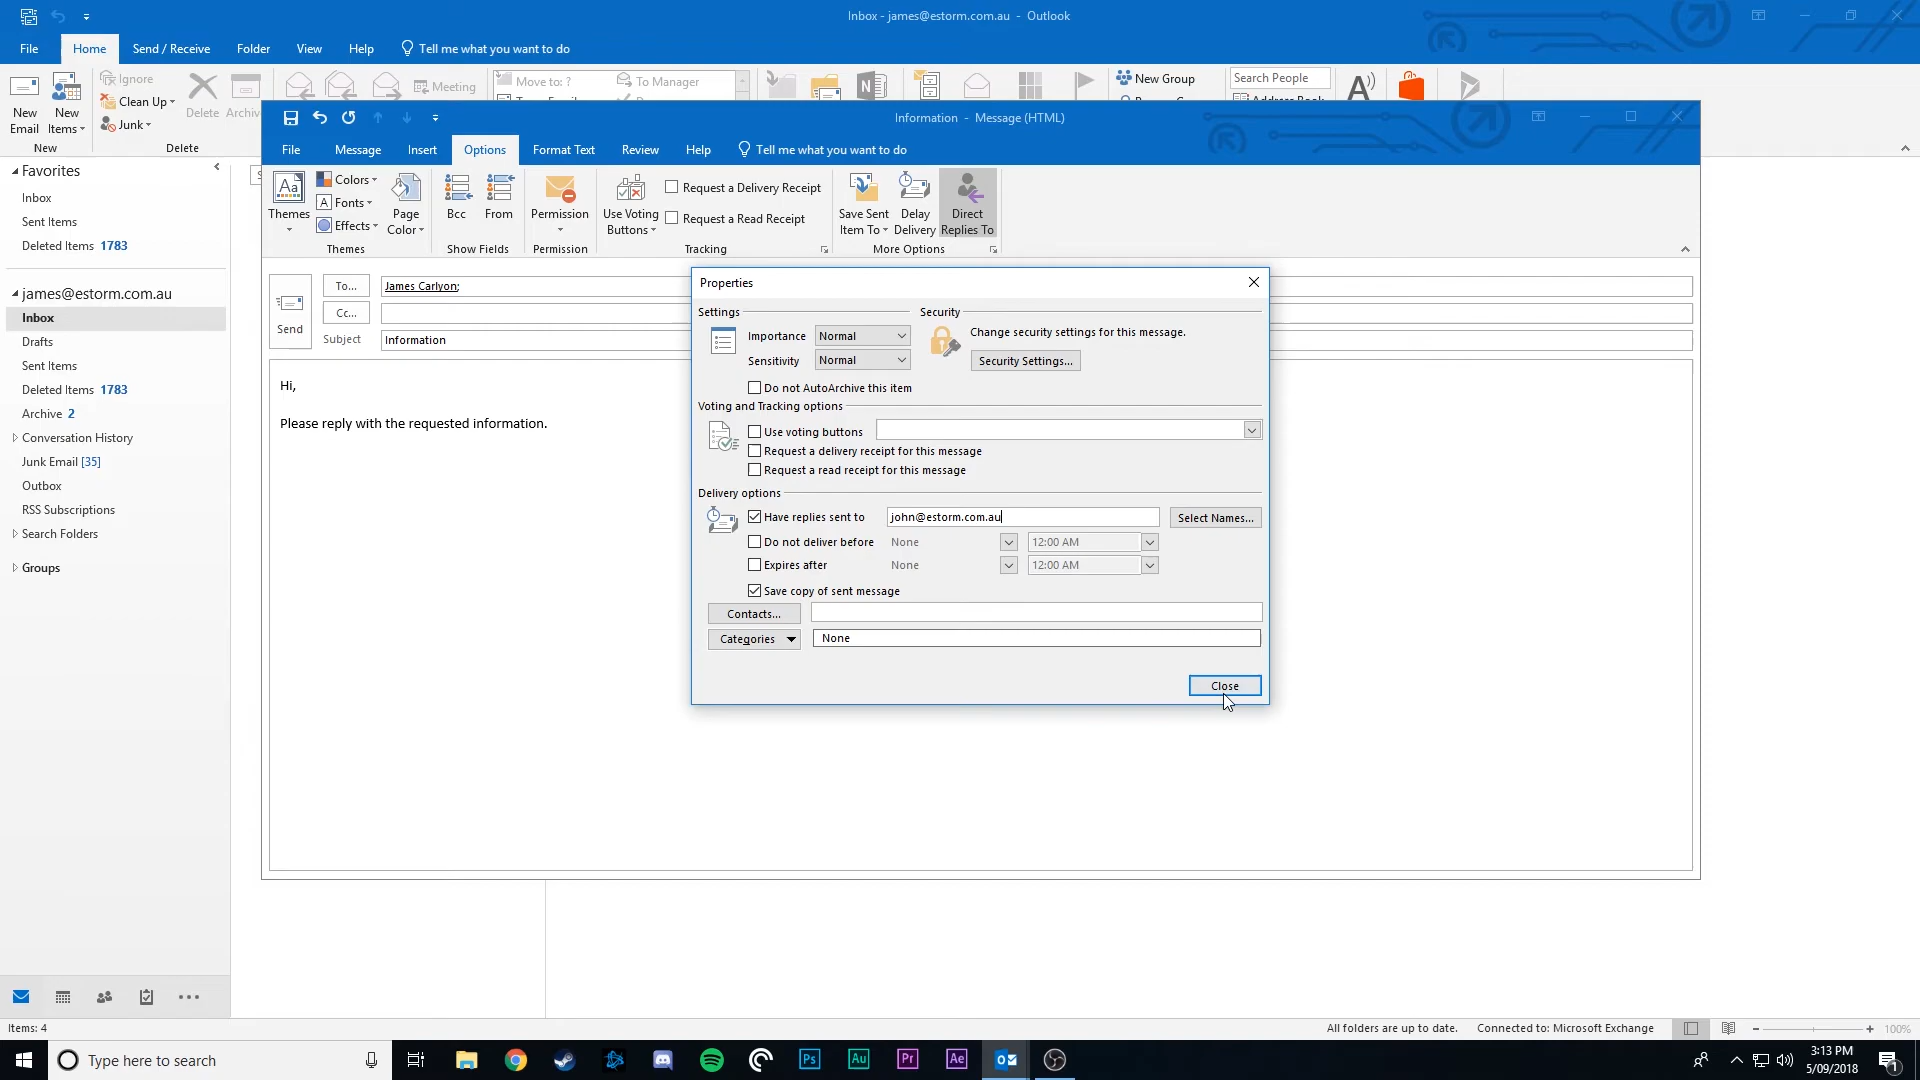 Inbox - james@estorm.com.au - Outlook
File Home Send / Receive Folder View Help Tell me what you want to do
New Email
New Items
New
Ignore
Clean Up
Junk
Delete
Archiv
Delete
Meeting
Move to: ?
To Manager
New Group
Search People
Information - Message (HTML)
File Message Insert Options Format Text Review Help Tell me what you want to do
Themes
Colors
Fonts
Effects
Page Color
Themes
Bcc
From
Show Fields
Permission
Permission
Use Voting Buttons
Request a Delivery Receipt
Request a Read Receipt
Tracking
Save Sent Item To
Delay Delivery
Direct Replies To
More Options
Favorites
Inbox
Sent Items
Deleted Items 1783
james@estorm.com.au
Inbox
Drafts
Sent Items
Deleted Items 1783
Archive 2
Conversation History
Junk Email [35]
Outbox
RSS Subscriptions
Search Folders
Groups
Send
To... James Carlyon;
Cc...
Subject Information
Hi,
Please reply with the requested information.
Properties
Settings
Importance Normal
Sensitivity Normal
Do not AutoArchive this item
Security
Change security settings for this message.
Security Settings...
Voting and Tracking options
Use voting buttons
Request a delivery receipt for this message
Request a read receipt for this message
Delivery options
Have replies sent to john@estorm.com.au Select Names...
Do not deliver before None 12:00 AM
Expires after None 12:00 AM
Save copy of sent message
Contacts...
Categories None
Close
Items: 4
All folders are up to date. Connected to: Microsoft Exchange 100%
Type here to search
Ps Au Pr Ae
3:13 PM
5/09/2018
1